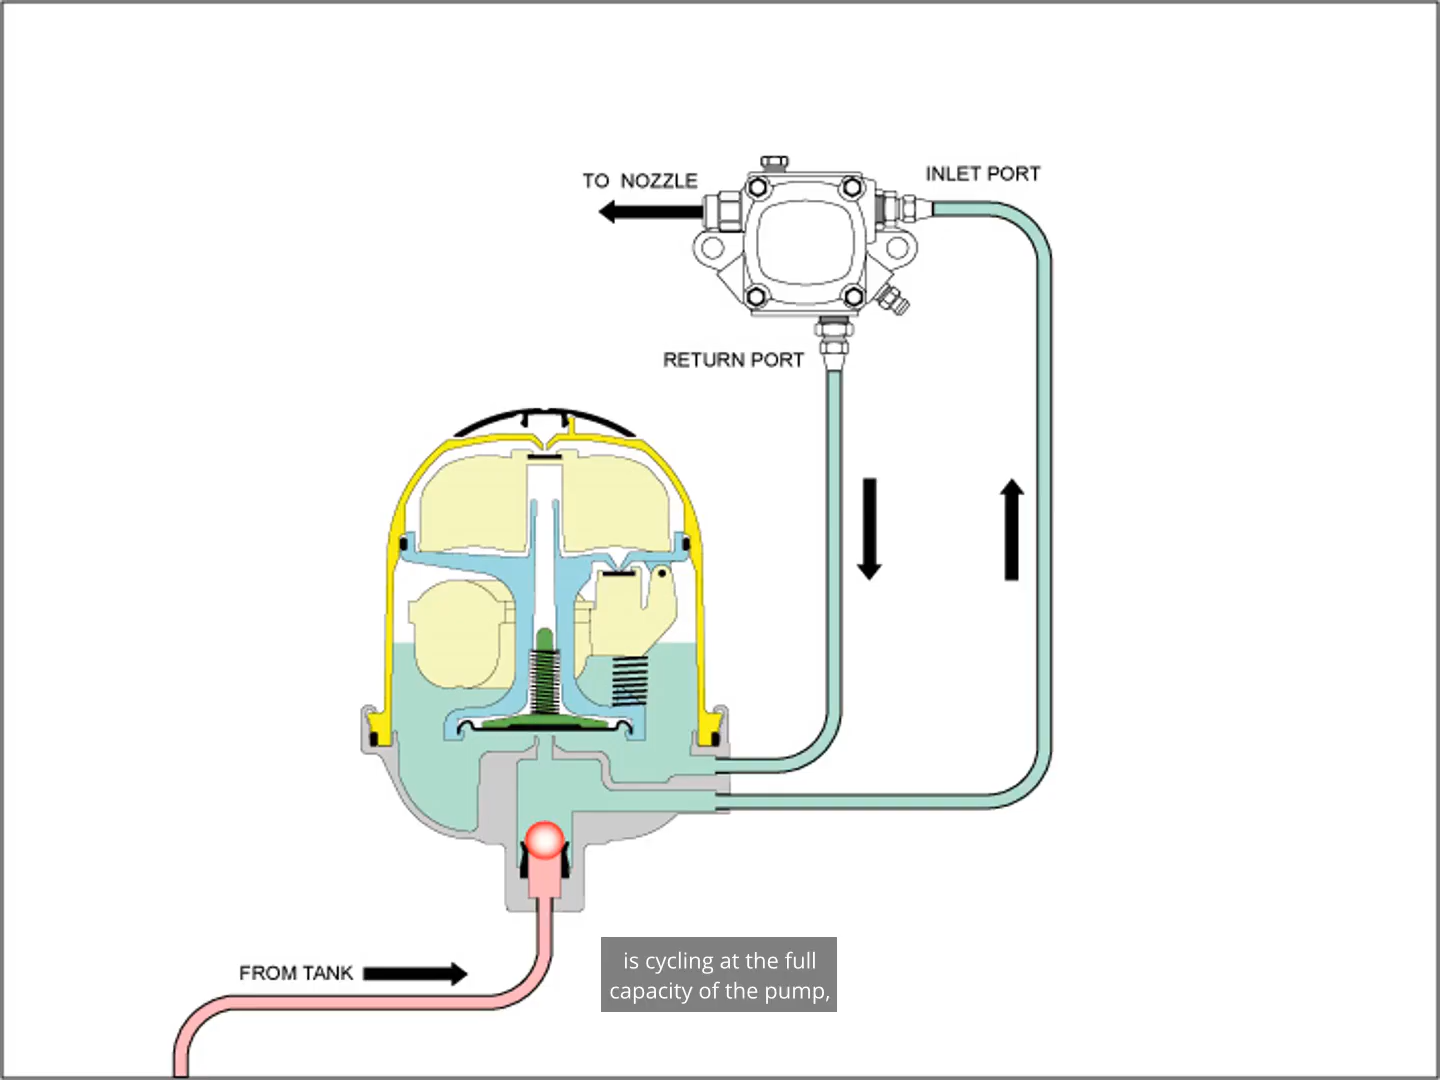 INLET PORT
TO NOZZLE
RETURN PORT
FROM TANK
is cycling at the full
capacity of the pump,